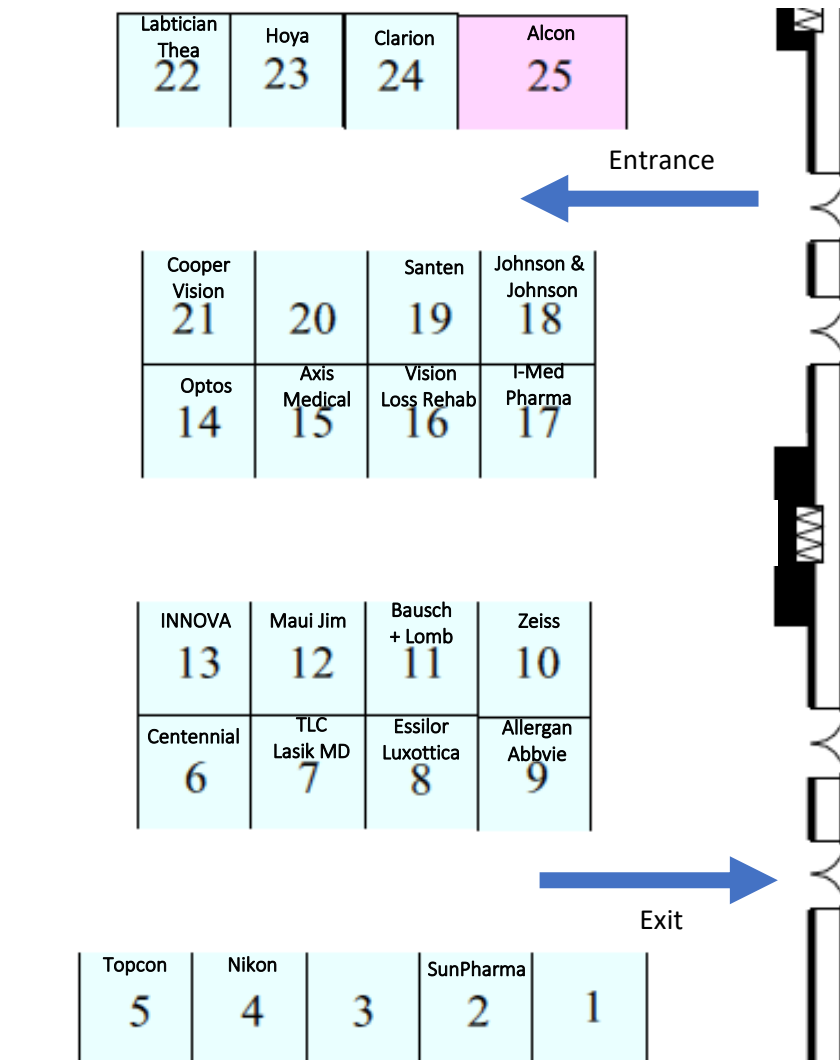 Labtician
Thea
22
Hoya
23
Clarion
24
Alcon
25
Entrance
Cooper
Vision
21
20
Santen
19
Johnson &
Johnson
18
Optos
14
Axis
Medical
15
Vision
Loss Rehab
16
I-Med
Pharma
17
INNOVA
13
Maui Jim
12
Bausch
+ Lomb
11
Zeiss
10
Centennial
6
TLC
Lasik MD
7
Essilor
Luxottica
8
Allergan
Abbvie
9
Exit
Topcon
5
Nikon
4
3
SunPharma
2
1